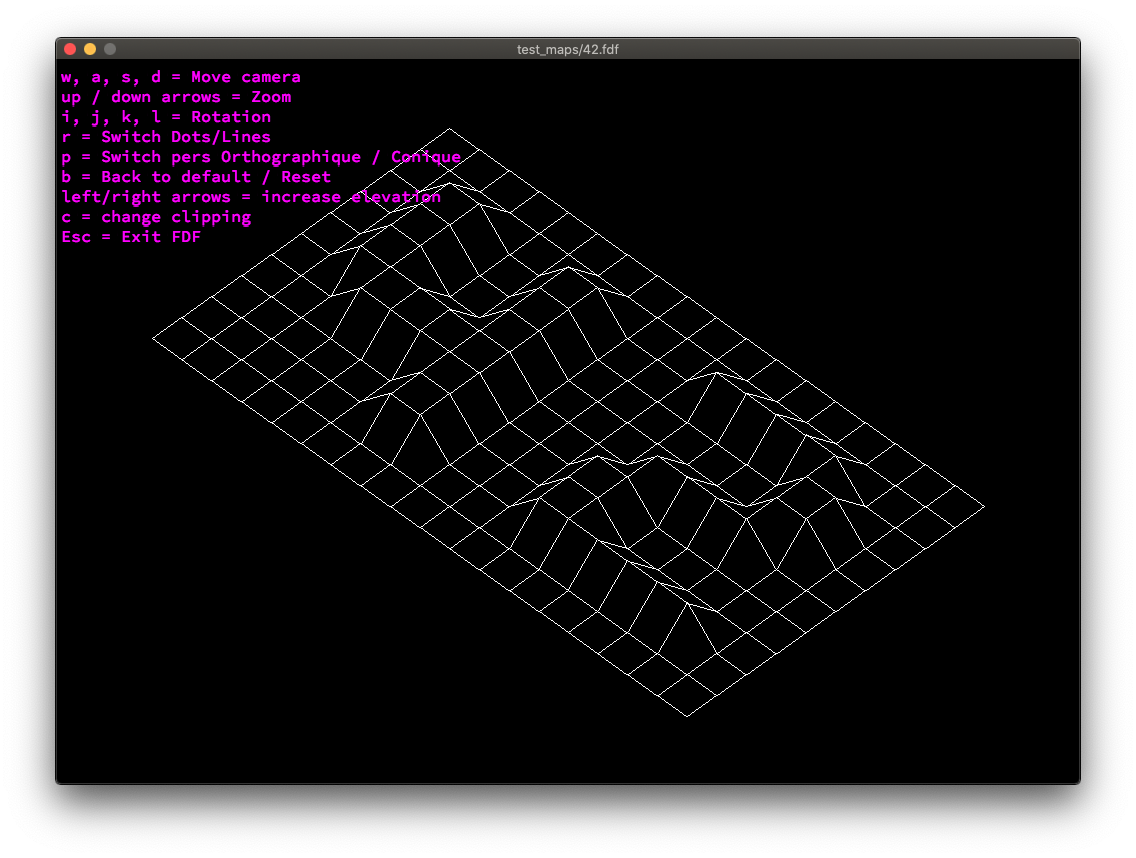 test_maps/42.fdf
w, a, s, d = Move camera
up / down arrows = Zoom
i, j, k, l = Rotation
r = Switch Dots/Lines
p = Switch pers Orthographique / Conique
b = Back to default / Reset
left/right arrows = increase elevation
c = change clipping
Esc = Exit FDF